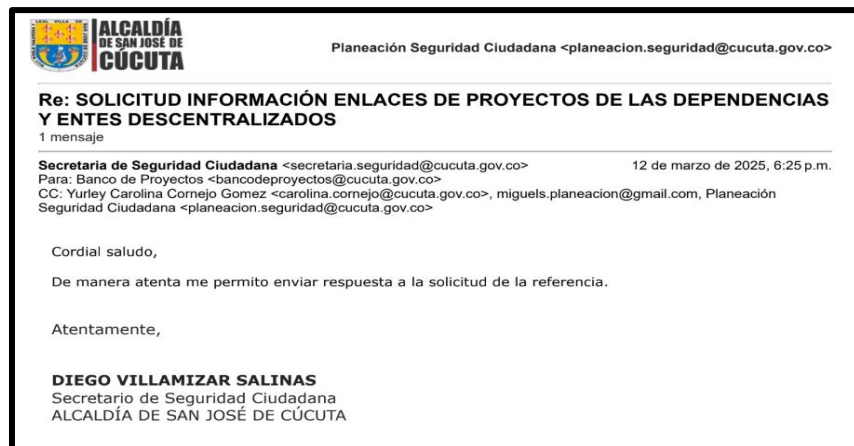 ALCALDÍA
DE SAN JOSÉ DE
CÚCUTA
Planeación Seguridad Ciudadana <planeacion.seguridad@cucuta.gov.co>
Re: SOLICITUD INFORMACIÓN ENLACES DE PROYECTOS DE LAS DEPENDENCIAS
Y ENTES DESCENTRALIZADOS
1 mensaje
Secretaria de Seguridad Ciudadana <secretaria.seguridad@cucuta.gov.co> 12 de marzo de 2025, 6:25 p.m.
Para: Banco de Proyectos <bancodeproyectos@cucuta.gov.co>
CC: Yurley Carolina Cornejo Gomez <carolina.cornejo@cucuta.gov.co>, miguels.planeacion@gmail.com, Planeación
Seguridad Ciudadana <planeacion.seguridad@cucuta.gov.co>
Cordial saludo,
De manera atenta me permito enviar respuesta a la solicitud de la referencia.
Atentamente,
DIEGO VILLAMIZAR SALINAS
Secretario de Seguridad Ciudadana
ALCALDÍA DE SAN JOSÉ DE CÚCUTA